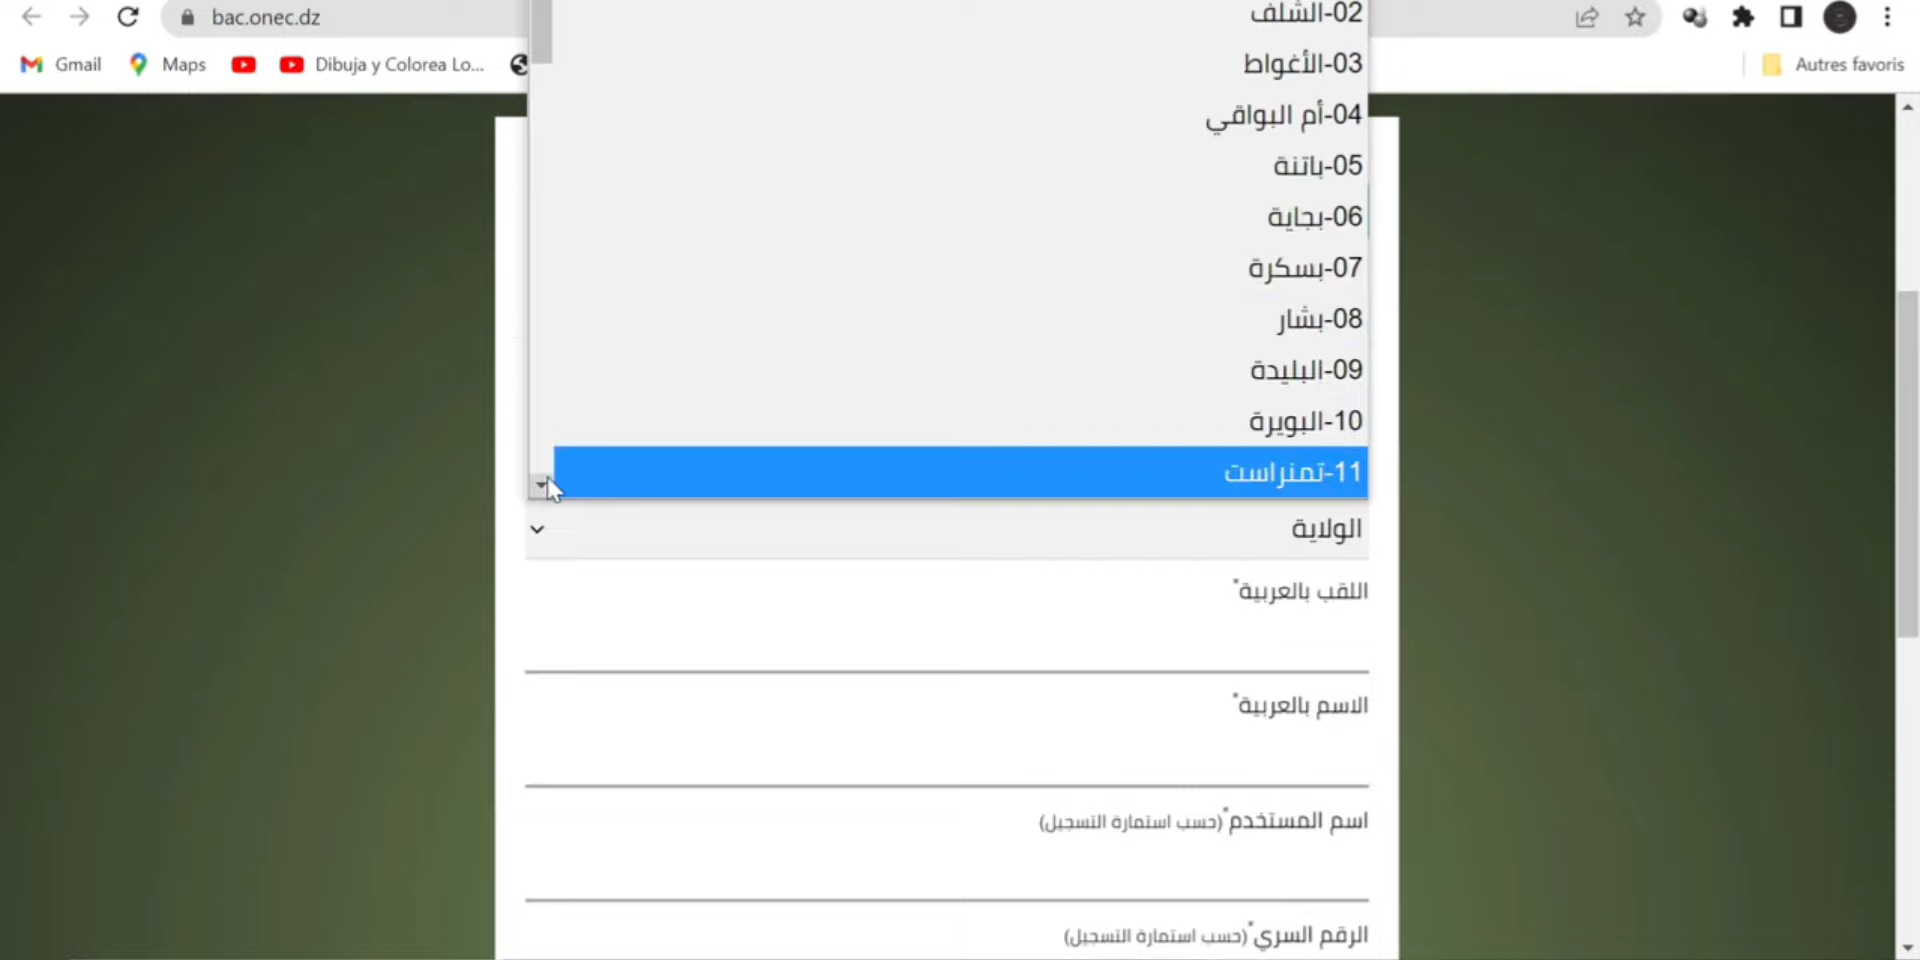 bac.onec.dz
Gmail
Maps
Dibuja y Colorea Lo...
Autres favoris
02-الشلف
03-الأغواط
04-أم البواقي
05-باتنة
06-بجاية
07-بسكرة
08-بشار
09-البليدة
10-البويرة
11-تمنراست
الولاية
اللقب بالعربية*
الاسم بالعربية*
اسم المستخدم*(حسب استمارة التسجيل)
الرقم السري*(حسب استمارة التسجيل)